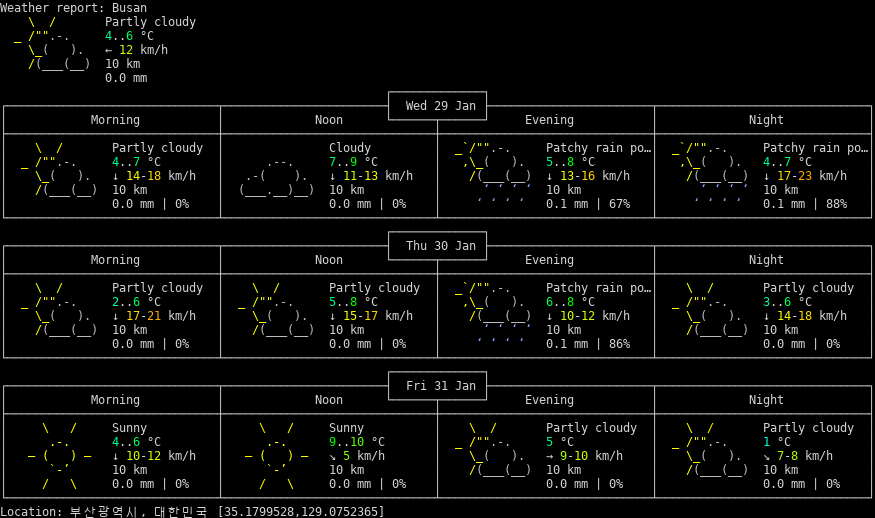 Weather report: Busan
Partly cloudy
4..6 °C
← 12 km/h
10 km
0.0 mm
Wed 29 Jan
Morning Noon Evening Night
Partly cloudy Cloudy Patchy rain po… Patchy rain po…
4..7 °C 7..9 °C 5..8 °C 4..7 °C
↓ 14-18 km/h ↓ 11-13 km/h ↓ 13-16 km/h ↓ 17-23 km/h
10 km 10 km 10 km 10 km
0.0 mm | 0% 0.0 mm | 0% 0.1 mm | 67% 0.1 mm | 88%
Thu 30 Jan
Morning Noon Evening Night
Partly cloudy Partly cloudy Patchy rain po… Partly cloudy
2..6 °C 5..8 °C 6..8 °C 3..6 °C
↓ 17-21 km/h ↓ 15-17 km/h ↓ 10-12 km/h ↓ 14-18 km/h
10 km 10 km 10 km 10 km
0.0 mm | 0% 0.0 mm | 0% 0.1 mm | 86% 0.0 mm | 0%
Fri 31 Jan
Morning Noon Evening Night
Sunny Sunny Partly cloudy Partly cloudy
4..6 °C 9..10 °C 5 °C 1 °C
↓ 10-12 km/h ↘ 5 km/h → 9-10 km/h ↘ 7-8 km/h
10 km 10 km 10 km 10 km
0.0 mm | 0% 0.0 mm | 0% 0.0 mm | 0% 0.0 mm | 0%
Location: 부산광역시, 대한민국 [35.1799528,129.0752365]